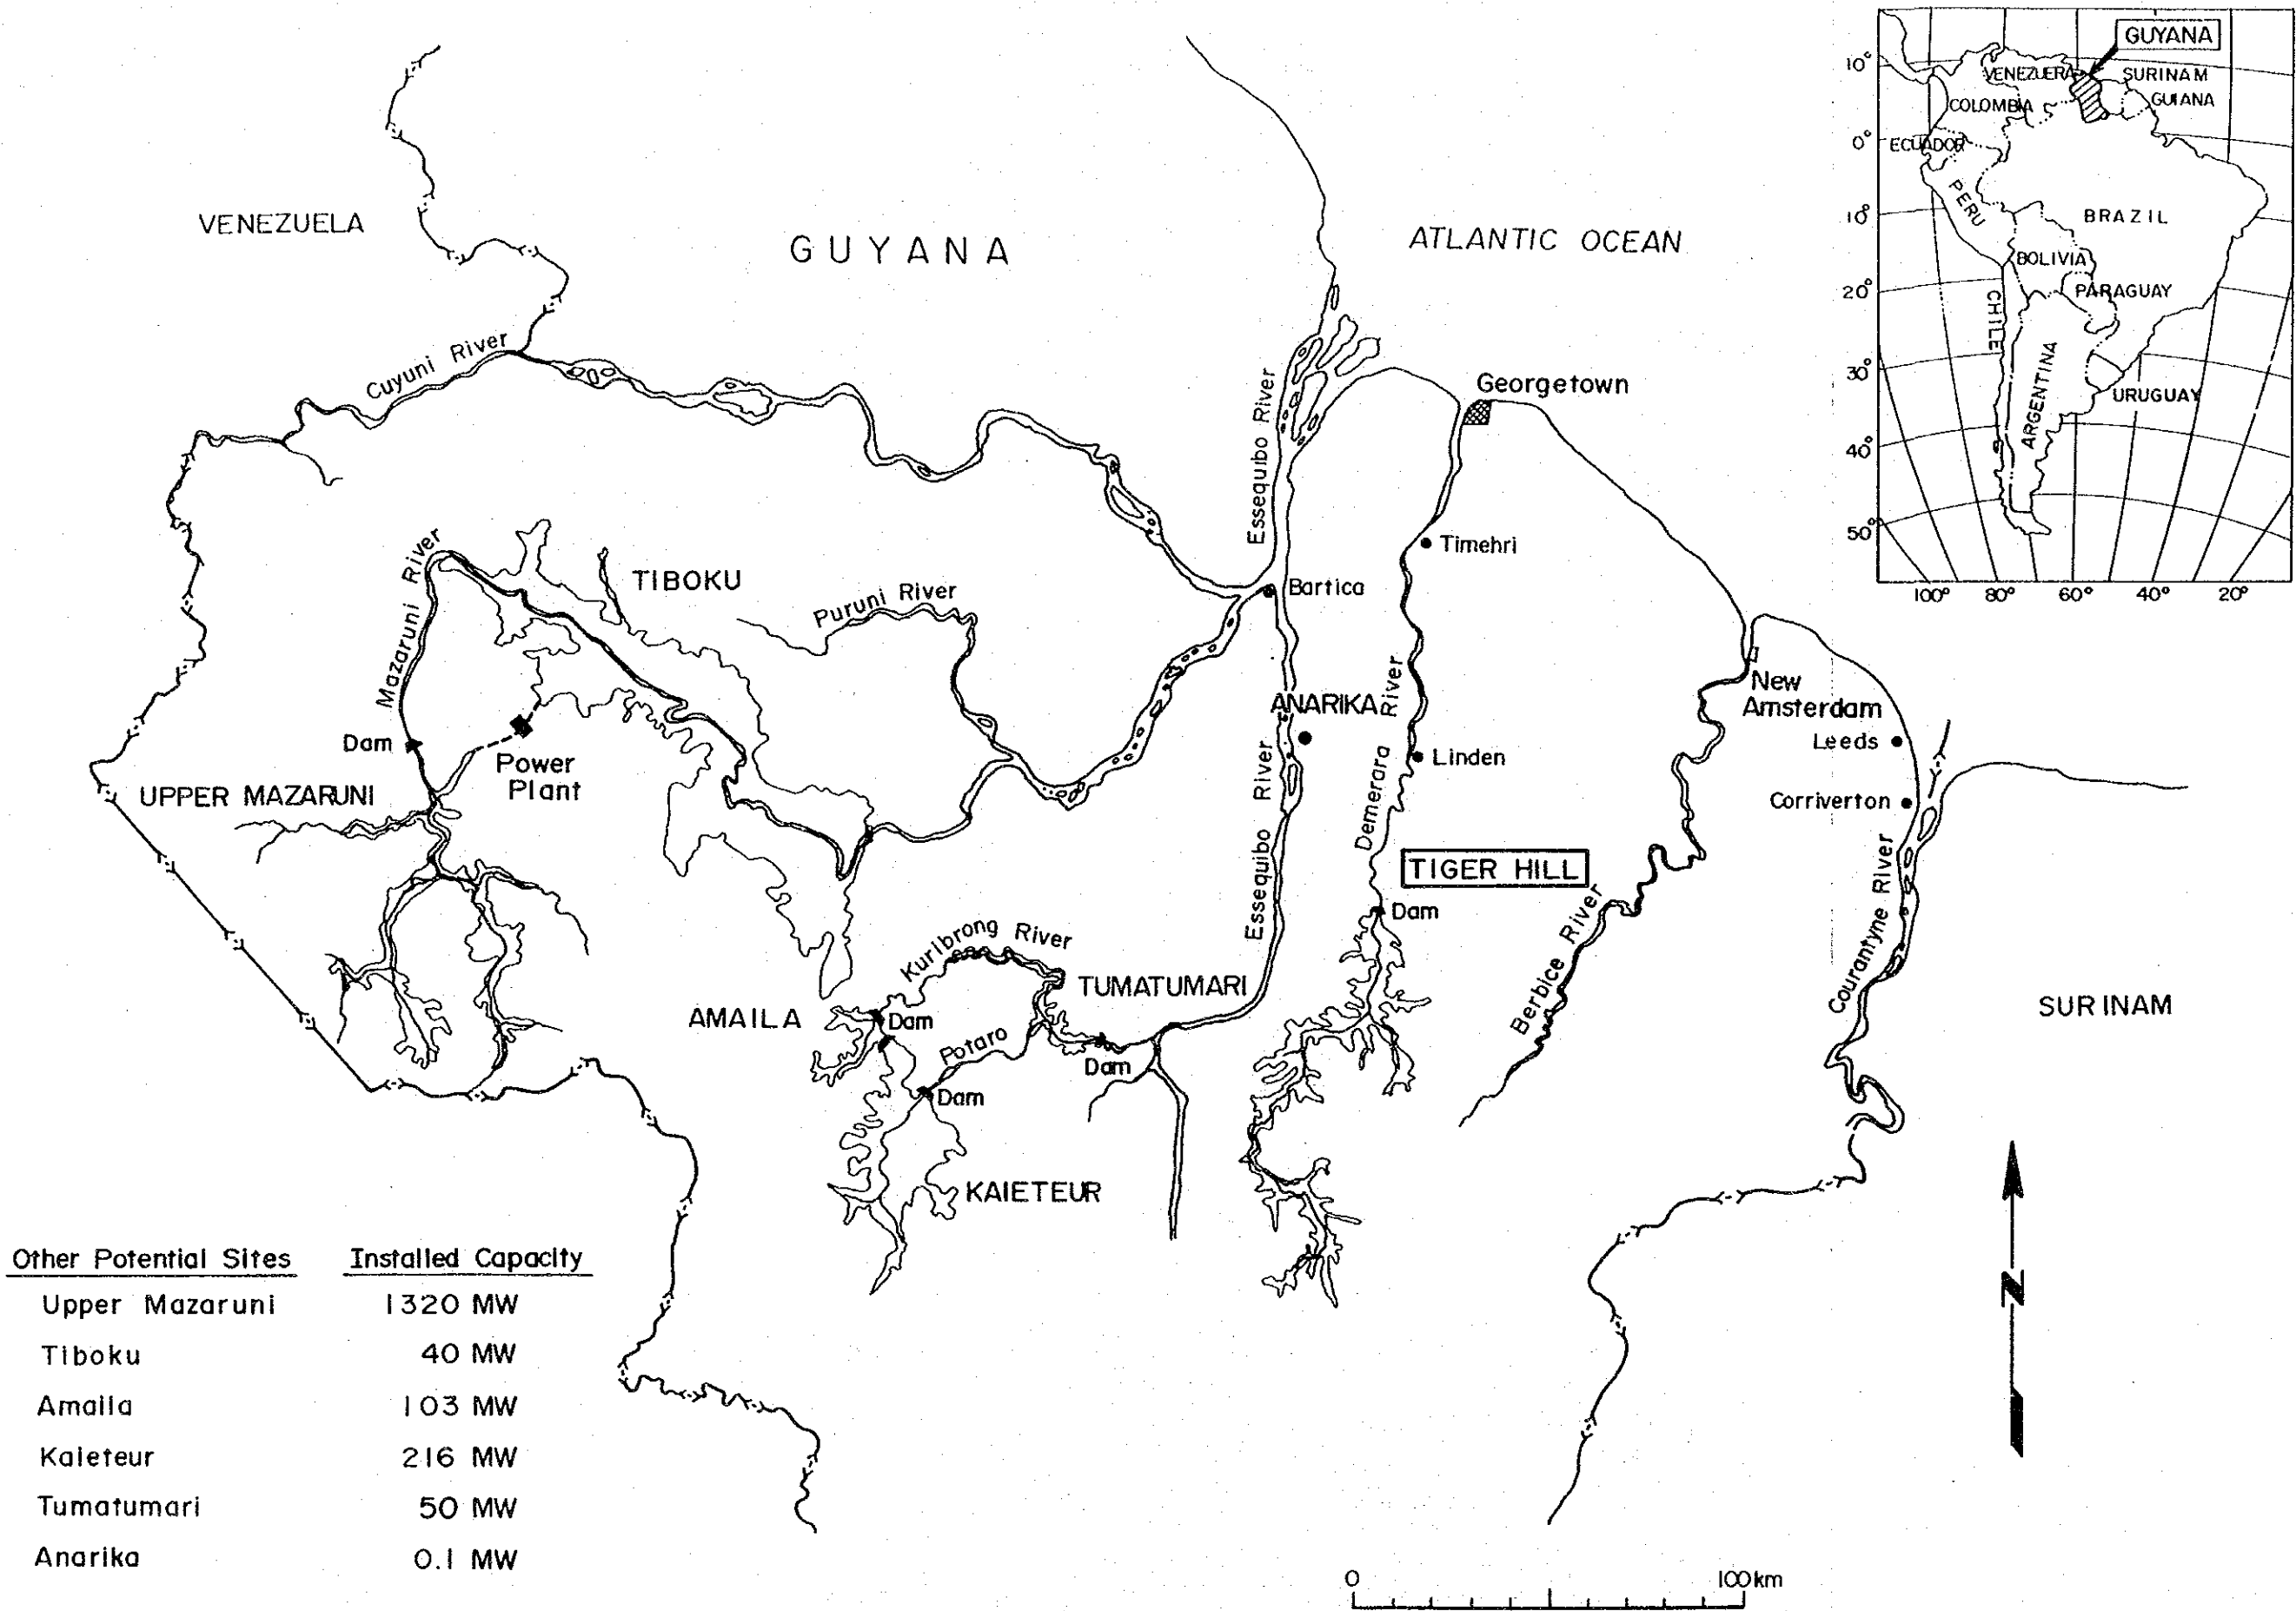 VENEZUELA
GUYANA
ATLANTIC OCEAN
Cuyuni River
Essequibo River
Georgetown
Timehri
Bartica
Mazaruni River
River
TIBOKU
Puruni River
ANARIKA
Demerara River
Linden
New
Amsterdam
Leeds
Corriverton
Dam
Power
Plant
UPPER MAZARUNI
Essequibo River
Essequibo
TIGER HILL
Dam
Berbice River
Courantyne River
SURINAM
Kuribrong River
AMAILA
Dam
TUMATUMARI
Potaro
Dam
Dam
KAIETEUR
Other Potential Sites Installed Capacity
Upper Mazaruni 1320 MW
Tiboku 40 MW
Amaila 103 MW
Kaieteur 216 MW
Tumatumari 50 MW
Anarika 0.1 MW
N
0 100km
GUYANA
VENEZUERA
SURINAM
COLOMBIA
GUIANA
ECUADOR
PERU
BRAZIL
BOLIVIA
PARAGUAY
CHILE
ARGENTINA
URUGUAY
10°
0°
10°
20°
30°
40°
50°
100° 80° 60° 40° 20°